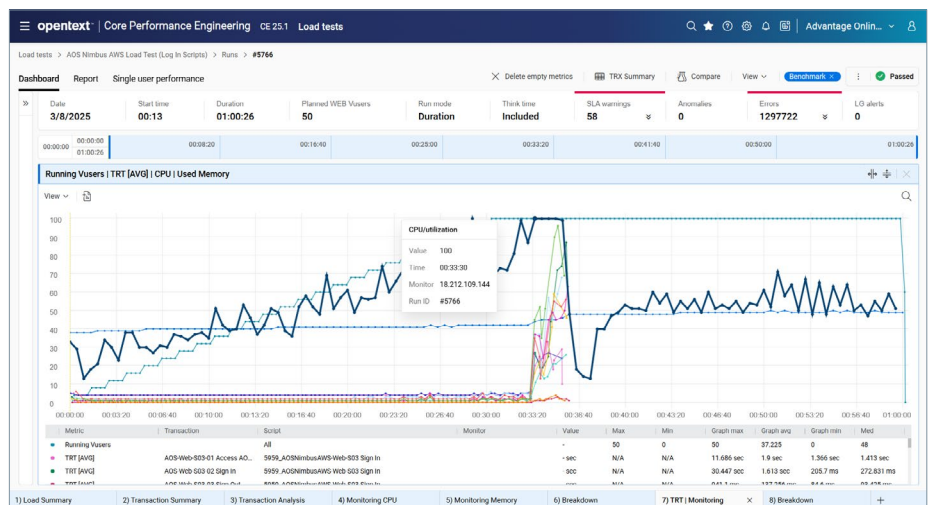 opentext™ | Core Performance Engineering CE 25.1 Load tests Advantage Onlin...
Load tests > AOS Nimbus AWS Load Test (Log In Scripts) > Runs > #5766
Dashboard Report Single user performance Delete empty metrics TRX Summary Compare View Benchmark × Passed
Date Start time Duration Planned WEB Vusers Run mode Think time SLA warnings Anomalies Errors LG alerts
3/8/2025 00:13 01:00:26 50 Duration Included 58 0 1297722 0
00:00:00 00:00:00 00:08:20 00:16:40 00:25:00 00:33:20 00:41:40 00:50:00 01:00:26
01:00:26
Running Vusers | TRT [AVG] | CPU | Used Memory
View
100
90
80
70
60
50
40
30
20
10
0
CPU/utilization
Value 100
Time 00:33:30
Monitor 18.212.109.144
Run ID #5766
00:00:00 00:03:20 00:06:40 00:10:00 00:13:20 00:16:40 00:20:00 00:23:20 00:26:40 00:30:00 00:33:20 00:36:40 00:40:00 00:43:20 00:46:40 00:50:00 00:53:20 00:56:40 01:00:00
Metric Transaction Script Monitor Value Max Min Graph max Graph avg Graph min Med
Running Vusers All - 50 0 50 37.225 0 48
TRT [AVG] AOS-Web-S03-01 Access AO... 5959_AOSNimbusAWS-Web-S03 Sign In - sec N/A N/A 11.686 sec 1.9 sec 1.366 sec 1.413 sec
TRT [AVG] AOS-Web-S03-02 Sign In 5959_AOSNimbusAWS-Web-S03 Sign In - sec N/A N/A 30.447 sec 1.613 sec 205.7 ms 272.831 ms
1) Load Summary 2) Transaction Summary 3) Transaction Analysis 4) Monitoring CPU 5) Monitoring Memory 6) Breakdown 7) TRT | Monitoring × 8) Breakdown +